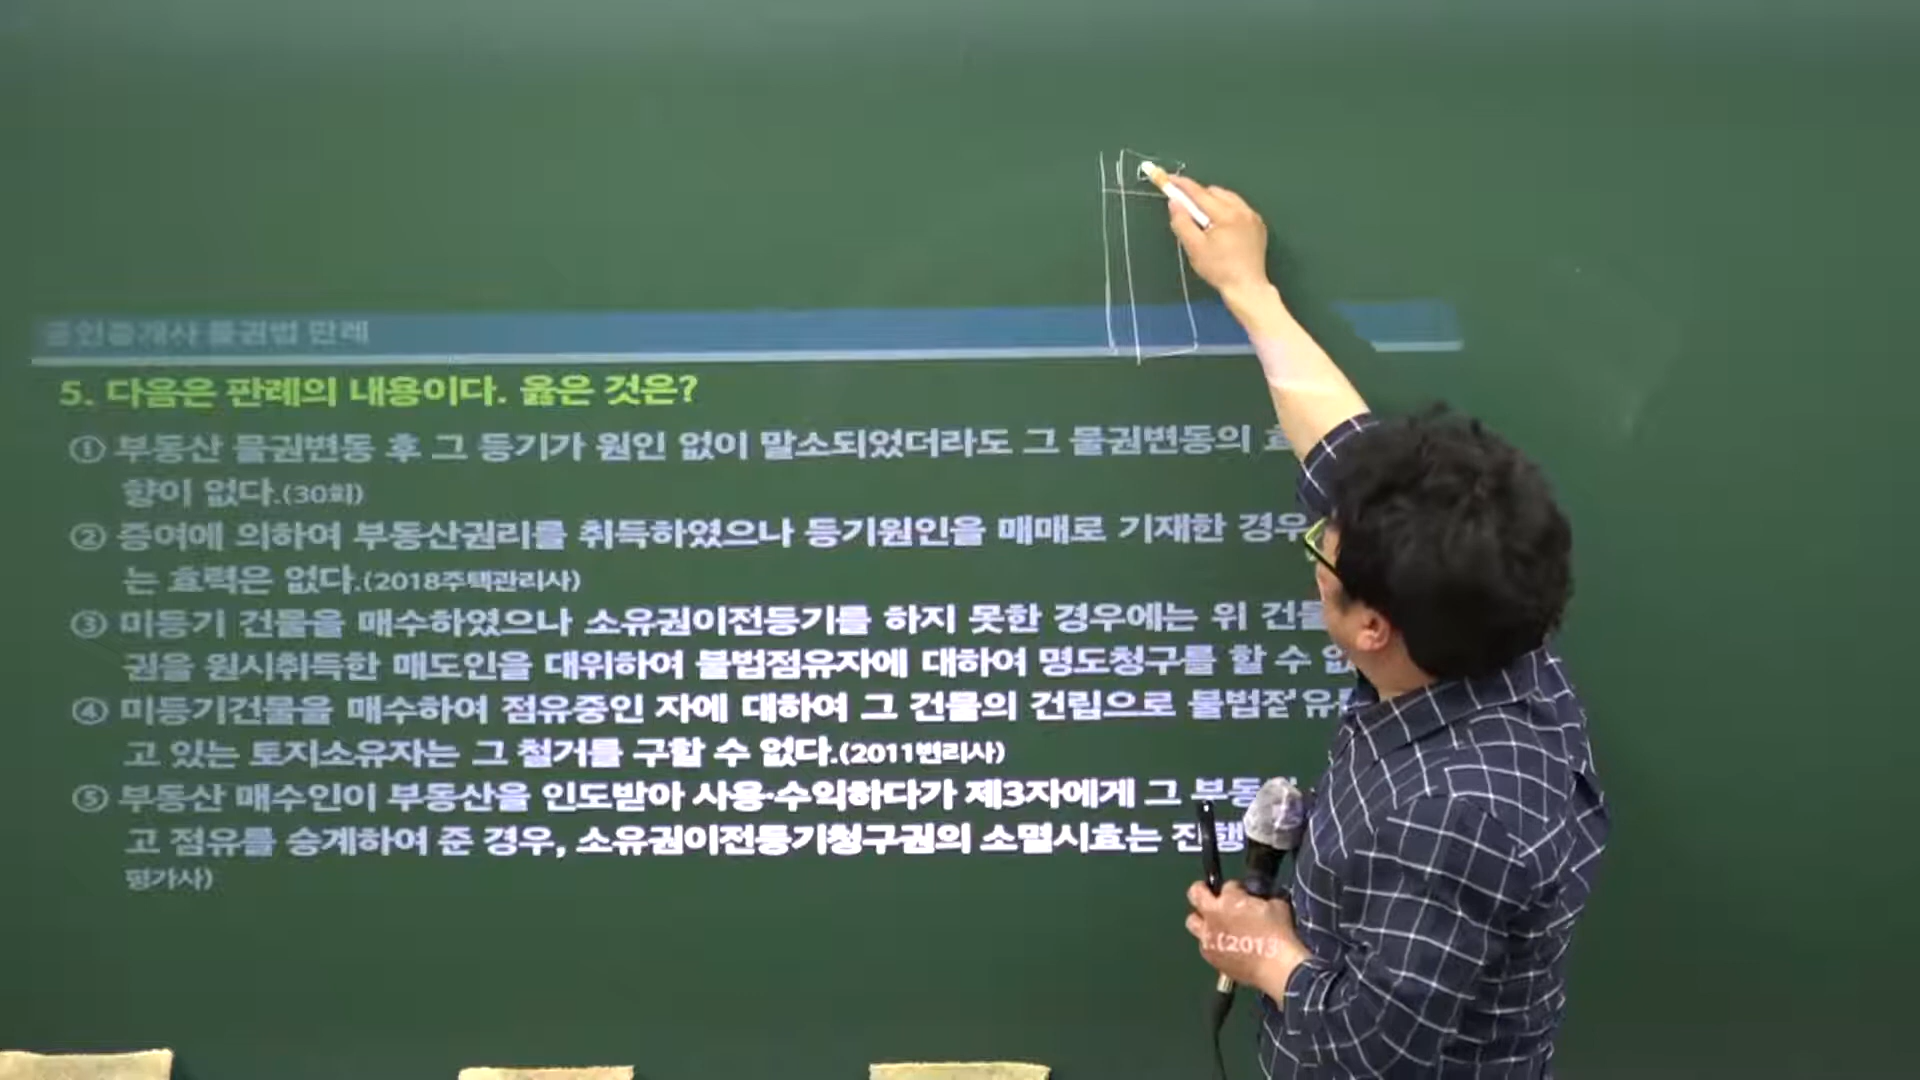 공인중개사 물권법 판례
5. 다음은 판례의 내용이다. 옳은 것은?
① 부동산 물권변동 후 그 등기가 원인 없이 말소되었더라도 그 물권변동의
향이 없다.(30회)
② 증여에 의하여 부동산권리를 취득하였으나 등기원인을 매매로 기재한 경우
는 효력은 없다.(2018주택관리사)
③ 미등기 건물을 매수하였으나 소유권이전등기를 하지 못한 경우에는 위
권을 원시취득한 매도인을 대위하여 불법점유자에 대하여 명도청구를 할 수
④ 미등기건물을 매수하여 점유중인 자에 대하여 그 건물의 건립으로 불법점유
고 있는 토지소유자는 그 철거를 구할 수 없다.(2011변리사)
⑤ 부동산 매수인이 부동산을 인도받아 사용·수익하다가 제3자에게 그 부동
고 점유를 승계하여 준 경우, 소유권이전등기청구권의 소멸시효는 진행
.(2013
평가사)